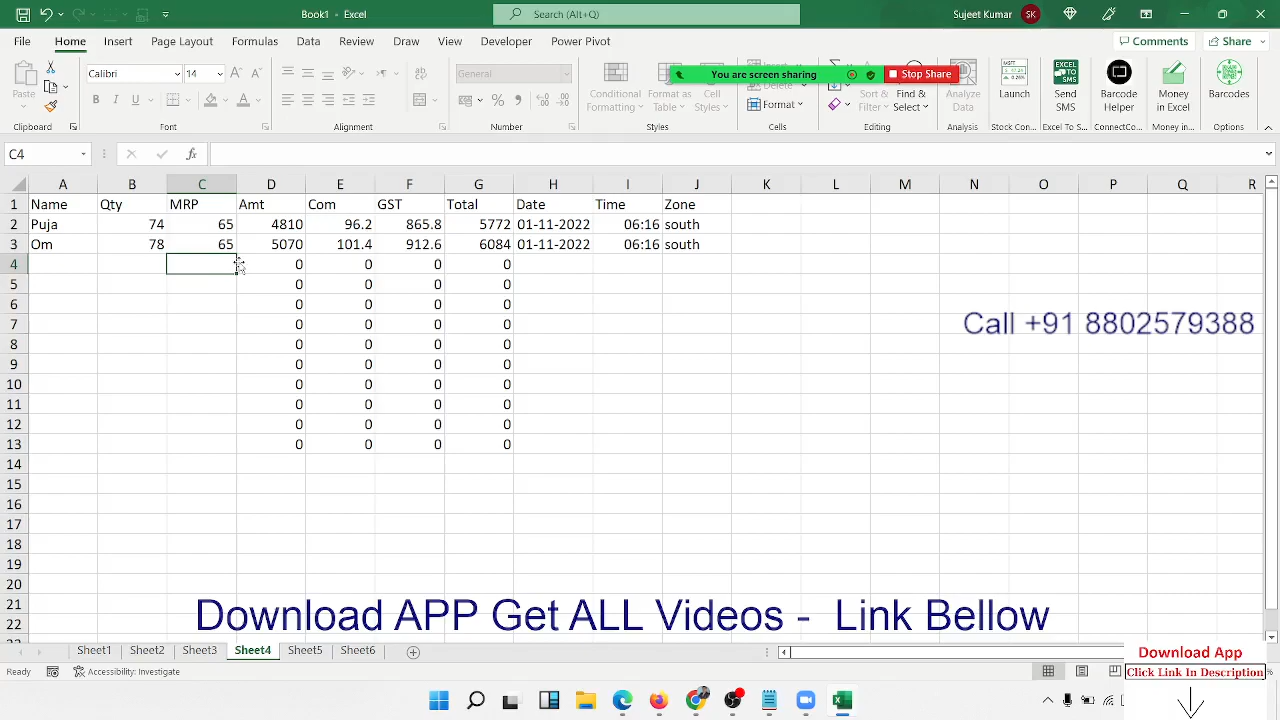 Book1 - Excel
Search (Alt+Q)
Sujeet Kumar SK
File Home Insert Page Layout Formulas Data Review Draw View Developer Power Pivot
Comments Share
You are screen sharing Stop Share
Paste
Calibri 14
B I U
General
Conditional Formatting
Format as Table
Cell Styles
Delete
Format
Sort & Filter
Find & Select
Analyze Data
Launch
Send SMS
Barcode Helper
Money in Excel
Barcodes
Clipboard Font Alignment Number Styles Cells Editing Analysis Stock Con... Excel To S... ConnectCo... Money in... Barcodes
C4 fx
A B C D E F G H I J K L M N O P Q R
1 Name Qty MRP Amt Com GST Total Date Time Zone
2 Puja 74 65 4810 96.2 865.8 5772 01-11-2022 06:16 south
3 Om 78 65 5070 101.4 912.6 6084 01-11-2022 06:16 south
4 0 0 0 0
5 0 0 0 0
6 0 0 0 0
7 0 0 0 0
8 0 0 0 0
9 0 0 0 0
10 0 0 0 0
11 0 0 0 0
12 0 0 0 0
13 0 0 0 0
14
15
16
17
18
19
20
21
22
Call +91 8802579388
Download APP Get ALL Videos - Link Bellow
Sheet1 Sheet2 Sheet3 Sheet4 Sheet5 Sheet6
Ready Accessibility: Investigate
Download App
Click Link In Description